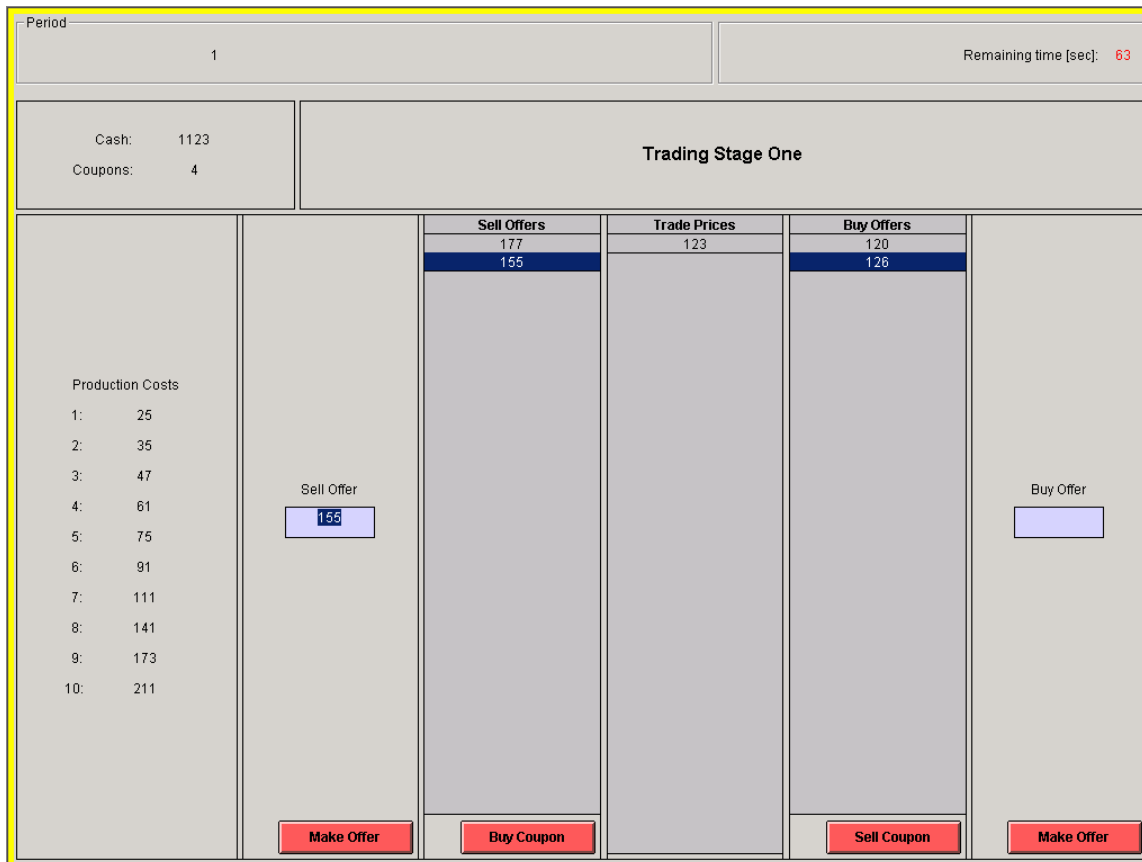 Period
1
Remaining time [sec]: 63
Cash: 1123
Coupons: 4
Trading Stage One
Sell Offers Trade Prices Buy Offers
177 123 120
155 126
Production Costs
1: 25
2: 35
3: 47
4: 61
5: 75
6: 91
7: 111
8: 141
9: 173
10: 211
Sell Offer
155
Buy Offer
Make Offer Buy Coupon Sell Coupon Make Offer